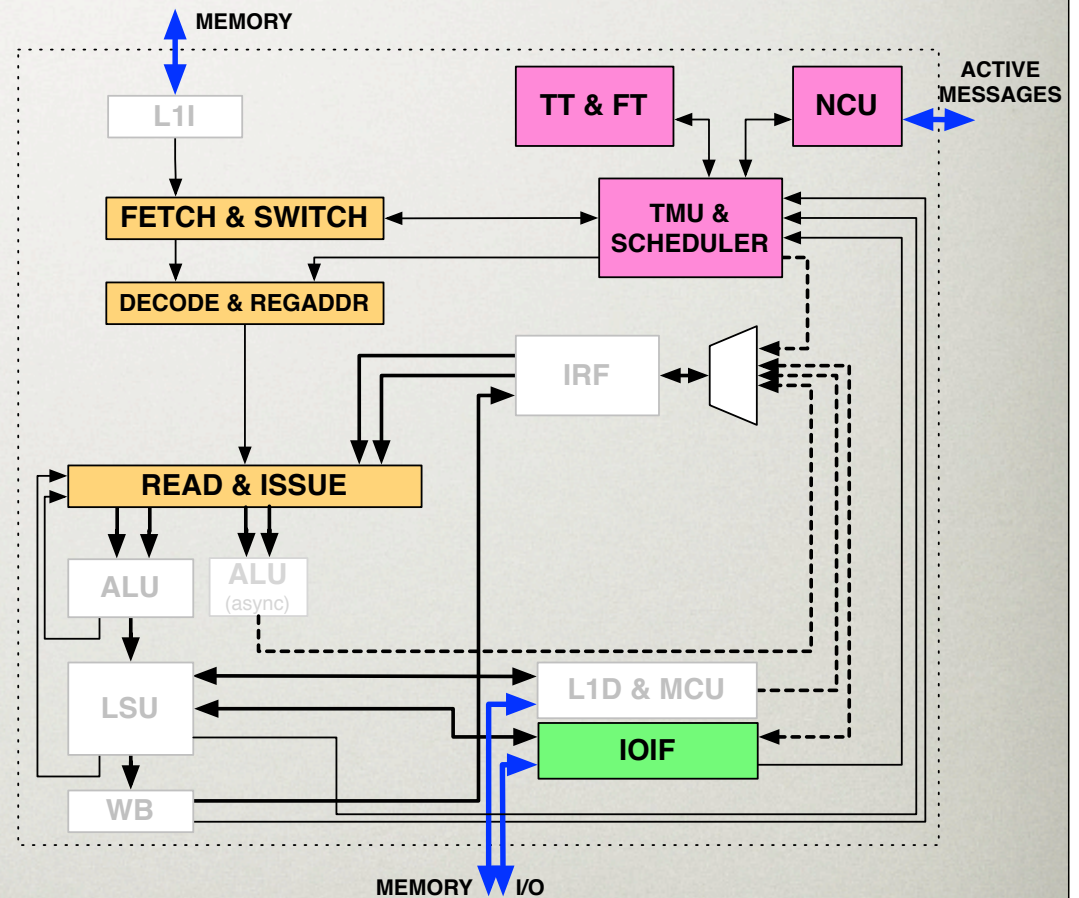 MEMORY
ACTIVE
MESSAGES
L1I
TT & FT
NCU
FETCH & SWITCH
TMU &
SCHEDULER
DECODE & REGADDR
IRF
READ & ISSUE
ALU
ALU
(async)
LSU
L1D & MCU
IOIF
WB
MEMORY
I/O